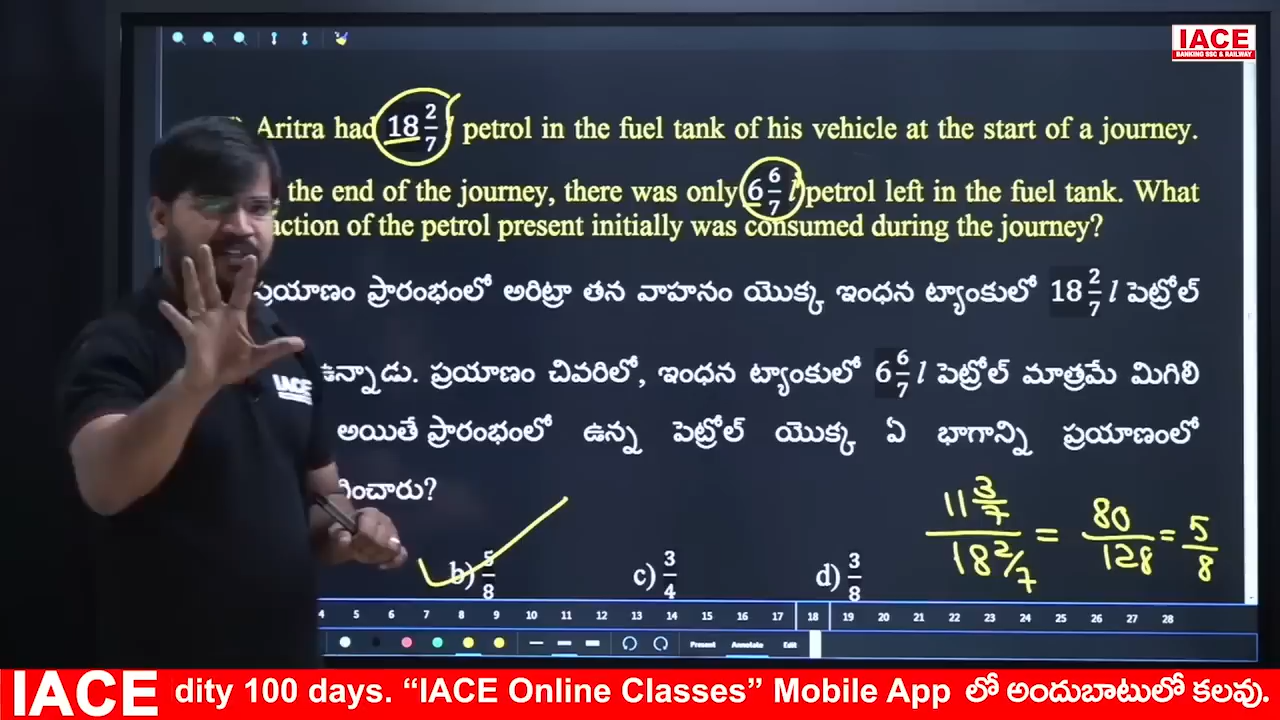 IACE
BANKING SSC & RAILWAY
Aritra had 18 2/7 l petrol in the fuel tank of his vehicle at the start of a journey.
the end of the journey, there was only 6 6/7 l petrol left in the fuel tank. What
action of the petrol present initially was consumed during the journey?
ప్రయాణం ప్రారంభంలో అరిట్రా తన వాహనం యొక్క ఇంధన ట్యాంకులో 18 2/7 l పెట్రోల్
ఉన్నాడు. ప్రయాణం చివరిలో, ఇంధన ట్యాంకులో 6 6/7 l పెట్రోల్ మాత్రమే మిగిలి
అయితే ప్రారంభంలో ఉన్న పెట్రోల్ యొక్క ఏ భాగాన్ని ప్రయాణంలో
ించారు?
11 3/7 / 18 2/7 = 80/128 = 5/8
b) 5/8 c) 3/4 d) 3/8
4 5 6 7 8 9 10 11 12 13 14 15 16 17 18 19 20 21 22 23 24 25 26 27 28
Present Annotate Edit
IACE
IACE dity 100 days. “IACE Online Classes” Mobile App లో అందుబాటులో కలవు.